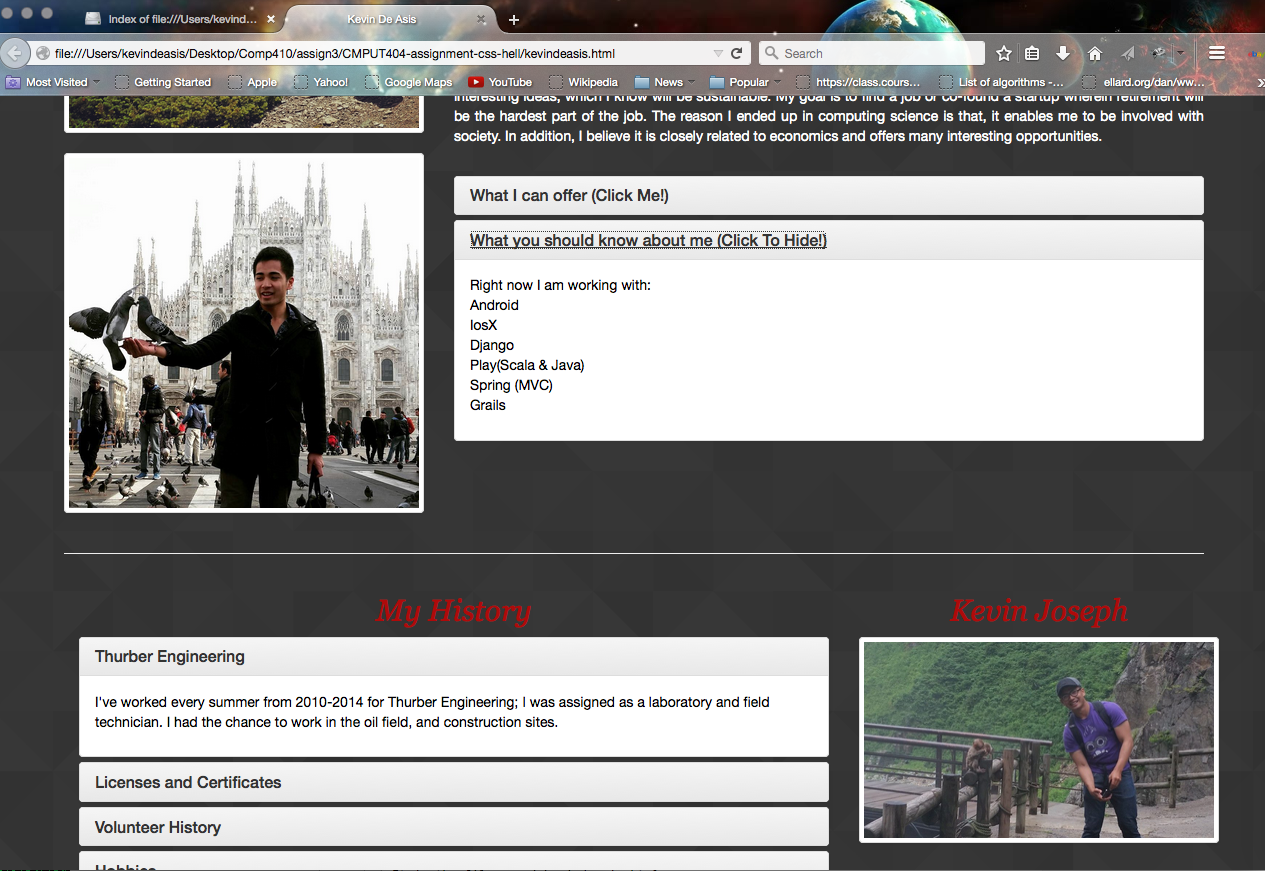 Index of file:///Users/kevind...
Kevin De Asis
file:///Users/kevindeasis/Desktop/Comp410/assign3/CMPUT404-assignment-css-hell/kevindeasis.html
Search
Most Visited
Getting Started
Apple
Yahoo!
Google Maps
YouTube
Wikipedia
News
Popular
https://class.cours...
List of algorithms -...
ellard.org/dan/ww...
interesting ideas, which I know will be sustainable. My goal is to find a job or co-found a startup wherein retirement will
be the hardest part of the job. The reason I ended up in computing science is that, it enables me to be involved with
society. In addition, I believe it is closely related to economics and offers many interesting opportunities.
What I can offer (Click Me!)
What you should know about me (Click To Hide!)
Right now I am working with:
Android
IosX
Django
Play(Scala & Java)
Spring (MVC)
Grails
My History
Kevin Joseph
Thurber Engineering
I've worked every summer from 2010-2014 for Thurber Engineering; I was assigned as a laboratory and field
technician. I had the chance to work in the oil field, and construction sites.
Licenses and Certificates
Volunteer History
Hobbies